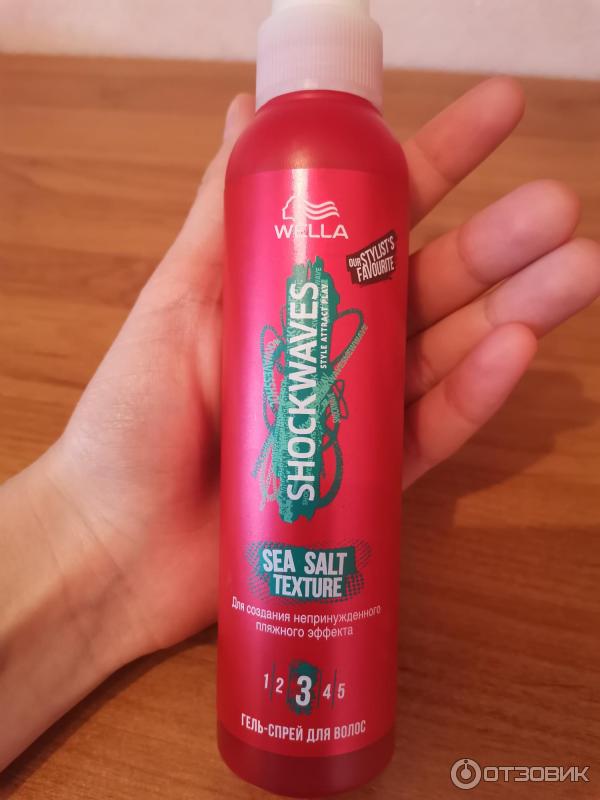 WELLA
OUR STYLIST'S
FAVOURITE
SHOCKWAVES
STYLE ATTRACT PLAY
SEA SALT
TEXTURE
Для создания непринужденного
пляжного эффекта
1 2 3 4 5
ГЕЛЬ-СПРЕЙ ДЛЯ ВОЛОС
ОТЗОВИК